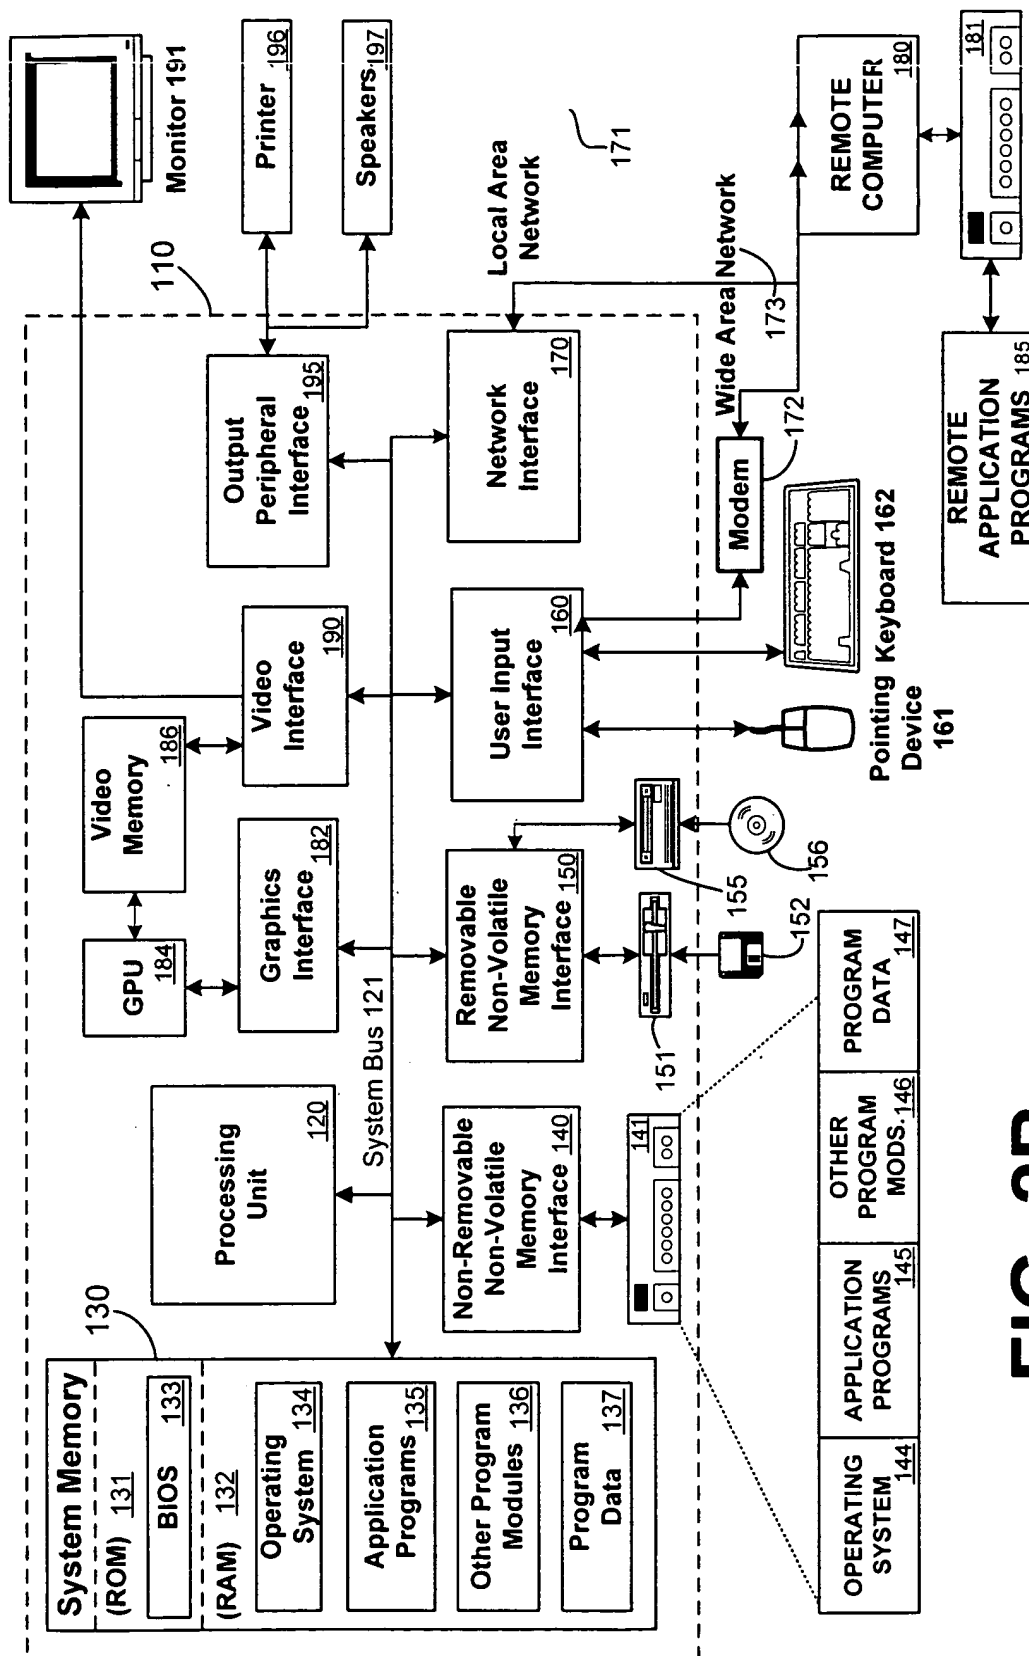 System Memory
(ROM) 131
BIOS 133
(RAM) 132
Operating
System 134
Application
Programs 135
Other Program
Modules 136
Program
Data 137
130
Processing
Unit
120
System Bus 121
GPU
184
Video
Memory
186
Graphics
Interface
182
Video
Interface
190
Output
Peripheral
Interface
195
110
Monitor 191
Printer
196
Speakers
197
Non-Removable
Non-Volatile
Memory
Interface 140
Removable
Non-Volatile
Memory
Interface 150
User Input
Interface
160
Network
Interface
170
Local Area
Network
171
141
151
152
155
156
Modem
172
Wide Area Network
173
Pointing
Device
161
Keyboard 162
REMOTE
COMPUTER
180
181
REMOTE
APPLICATION
PROGRAMS 185
OPERATING
SYSTEM 144
APPLICATION
PROGRAMS 145
OTHER
PROGRAM
MODS. 146
PROGRAM
DATA
147